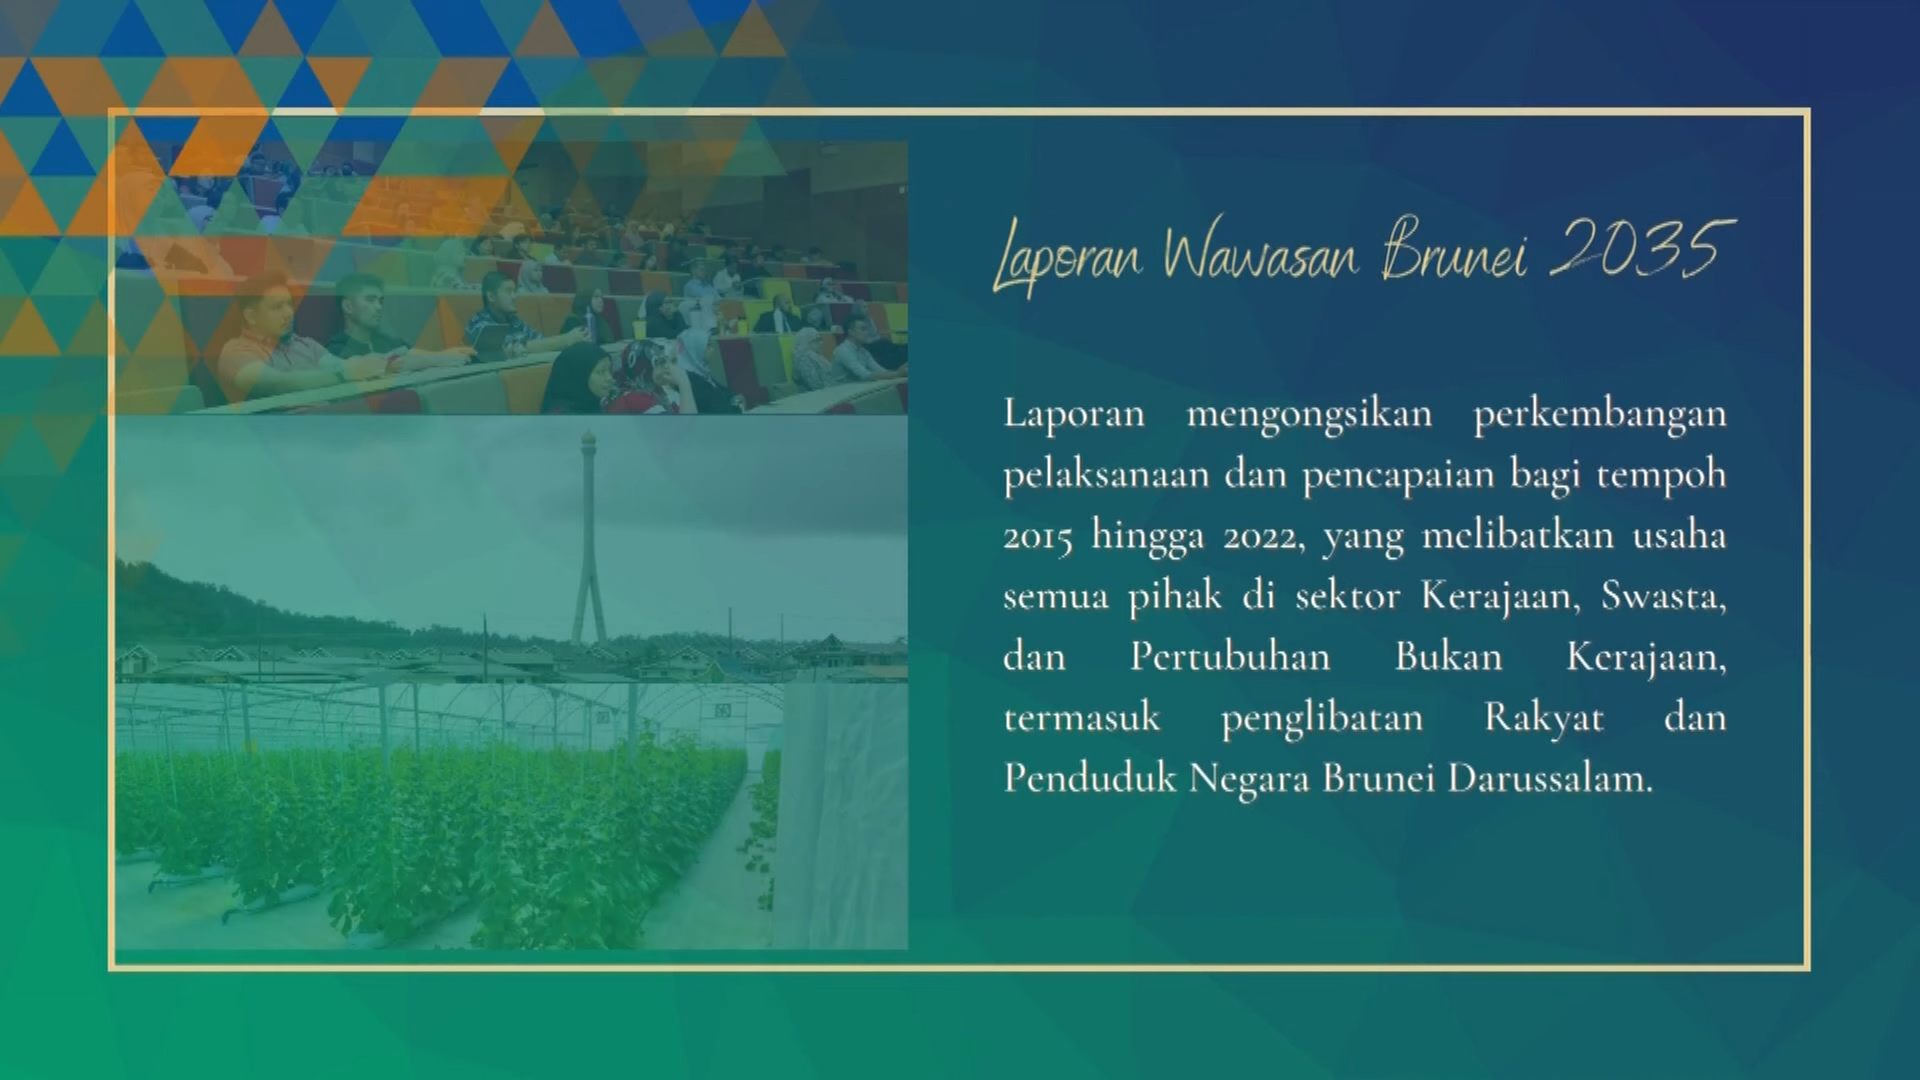 Laporan Wawasan Brunei 2035
Laporan mengongsikan perkembangan
pelaksanaan dan pencapaian bagi tempoh
2015 hingga 2022, yang melibatkan usaha
semua pihak di sektor Kerajaan, Swasta,
dan Pertubuhan Bukan Kerajaan,
termasuk penglibatan Rakyat dan
Penduduk Negara Brunei Darussalam.